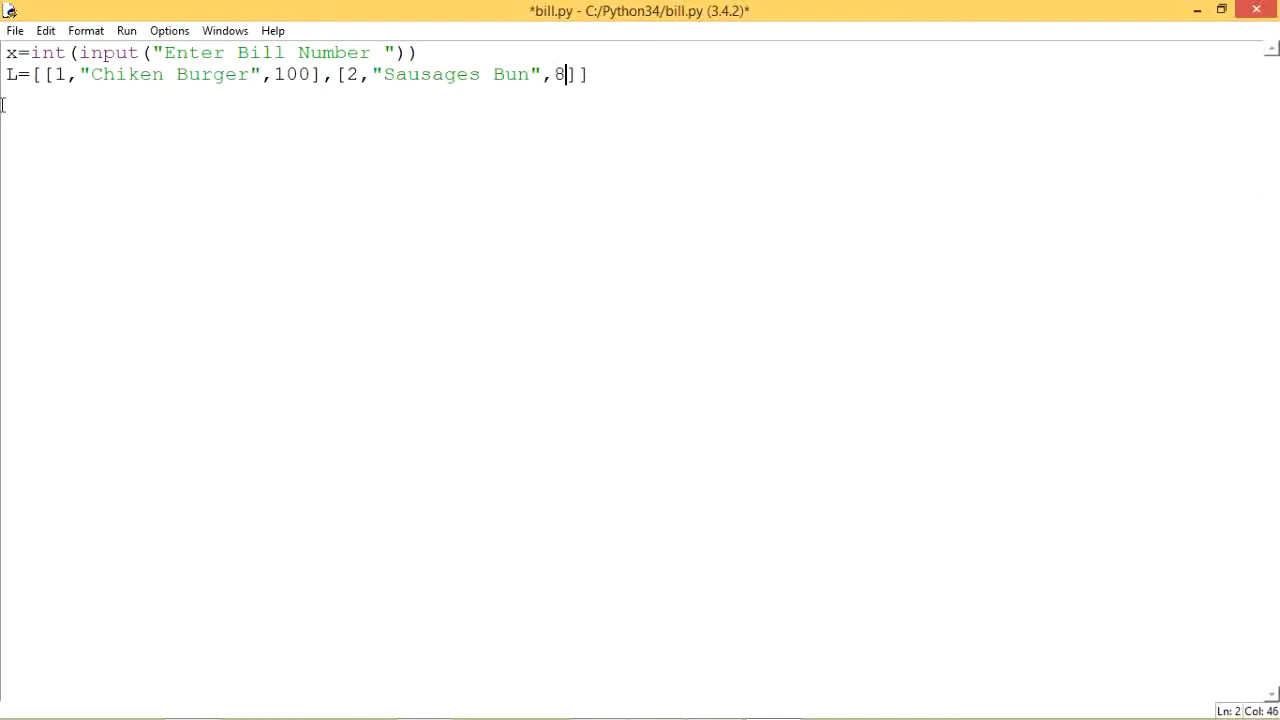 *bill.py - C:/Python34/bill.py (3.4.2)*
File Edit Format Run Options Windows Help
x=int(input("Enter Bill Number "))
L=[[1,"Chiken Burger",100],[2,"Sausages Bun",8]]
Ln: 2 Col: 46